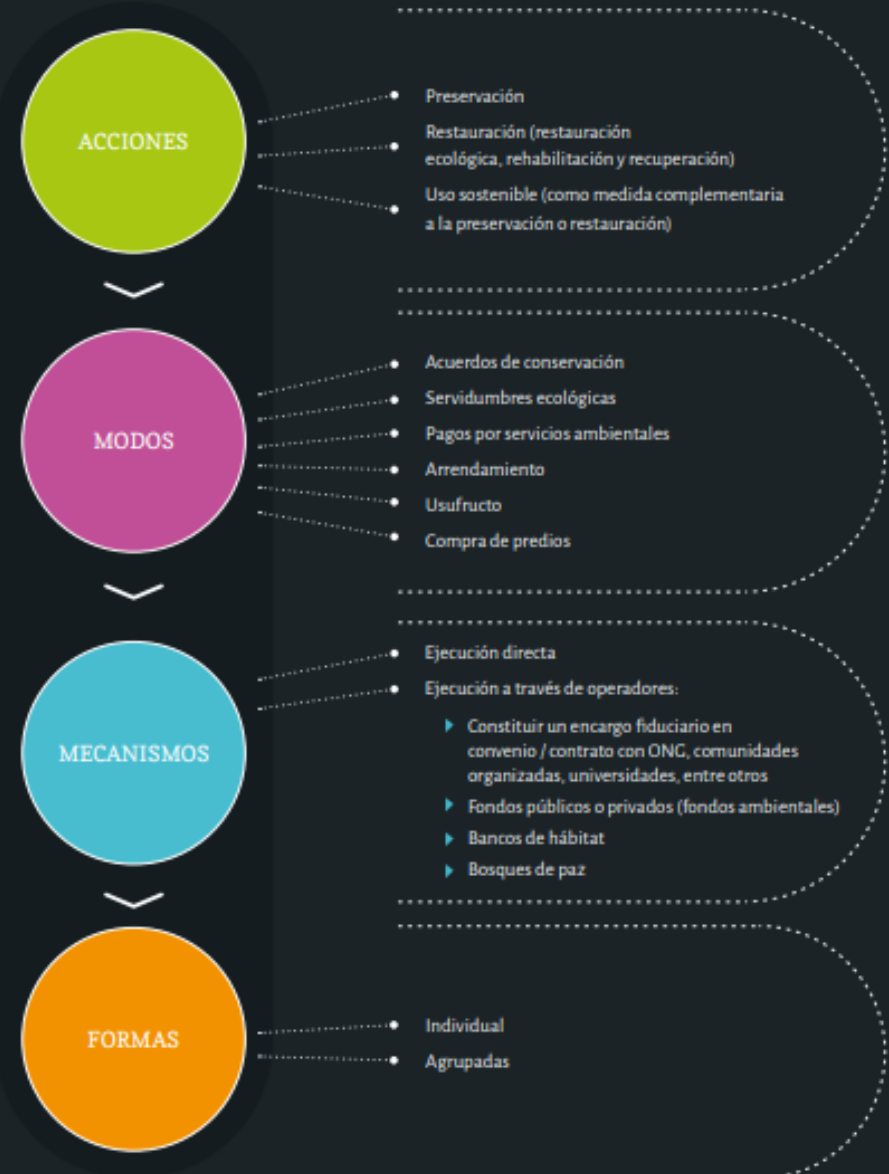 ACCIONES
Preservación
Restauración (restauración
ecológica, rehabilitación y recuperación)
Uso sostenible (como medida complementaria
a la preservación o restauración)
MODOS
Acuerdos de conservación
Servidumbres ecológicas
Pagos por servicios ambientales
Arrendamiento
Usufructo
Compra de predios
MECANISMOS
Ejecución directa
Ejecución a través de operadores:
Constituir un encargo fiduciario en
convenio / contrato con ONG, comunidades
organizadas, universidades, entre otros
Fondos públicos o privados (fondos ambientales)
Bancos de hábitat
Bosques de paz
FORMAS
Individual
Agrupadas